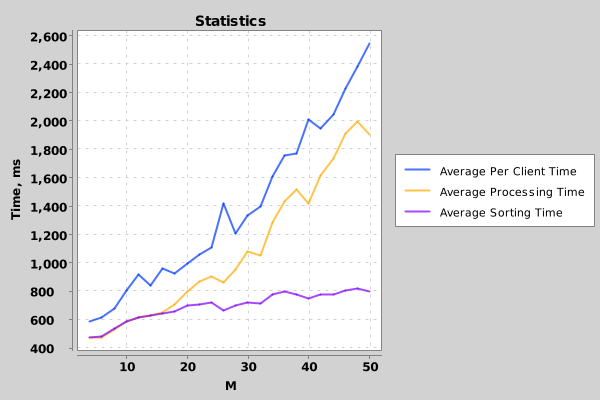 Statistics
2,600
2,400
2,200
2,000
1,800
1,600
1,400
1,200
1,000
800
600
400
Time, ms
10 20 30 40 50
M
Average Per Client Time
Average Processing Time
Average Sorting Time